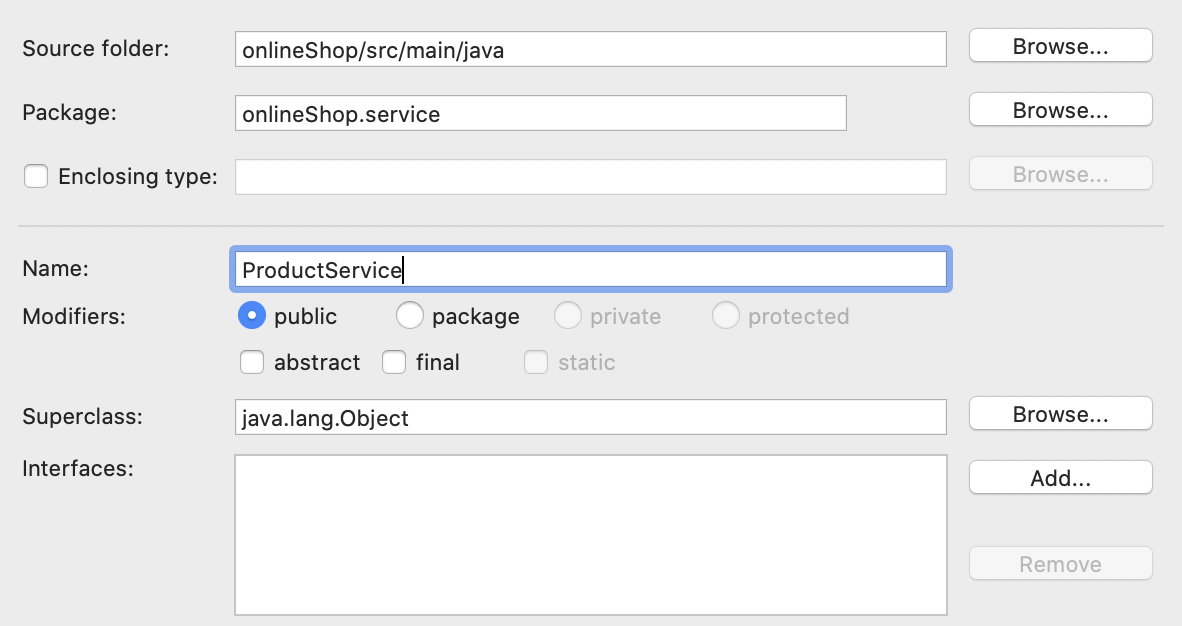 Source folder: onlineShop/src/main/java Browse...
Package: onlineShop.service Browse...
Enclosing type: Browse...
Name: ProductService
Modifiers: public package private protected
abstract final static
Superclass: java.lang.Object Browse...
Interfaces: Add...
Remove